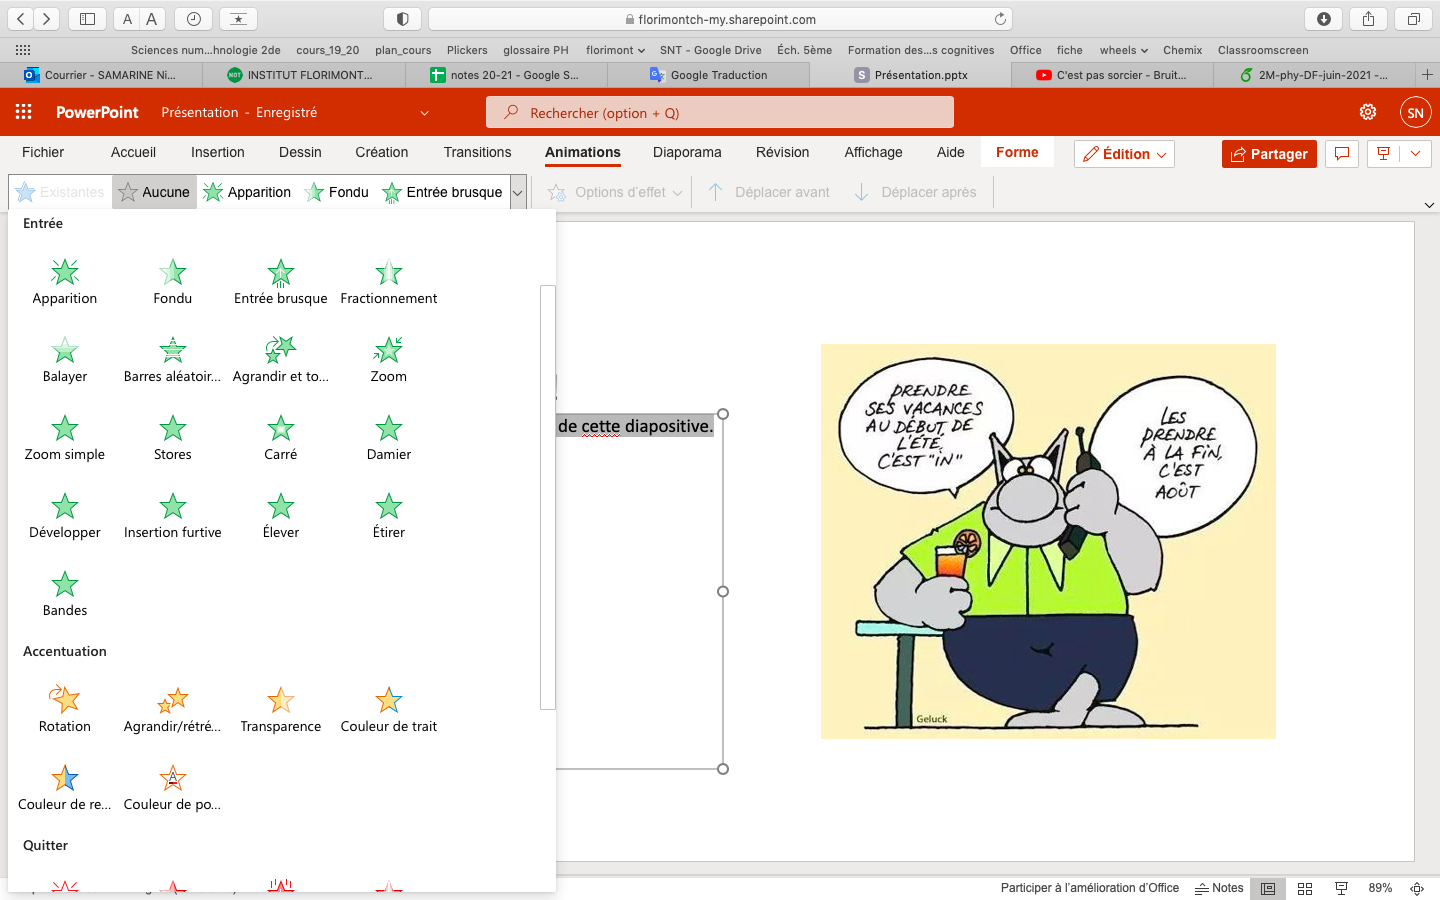 florimontch-my.sharepoint.com
Sciences num...hnologie 2de cours_19_20 plan_cours Plickers glossaire PH florimont SNT - Google Drive Éch. 5ème Formation des...s cognitives Office fiche wheels Chemix Classroomscreen
Courrier - SAMARINE Ni... INSTITUT FLORIMONT... notes 20-21 - Google S... Google Traduction Présentation.pptx C'est pas sorcier - Bruit... 2M-phy-DF-juin-2021 -...
PowerPoint Présentation - Enregistré Rechercher (option + Q) SN
Fichier Accueil Insertion Dessin Création Transitions Animations Diaporama Révision Affichage Aide Forme Édition Partager
Existantes Aucune Apparition Fondu Entrée brusque Options d'effet Déplacer avant Déplacer après
Entrée
Apparition Fondu Entrée brusque Fractionnement
Balayer Barres aléatoir... Agrandir et to... Zoom
Zoom simple Stores Carré Damier
Développer Insertion furtive Élever Étirer
Bandes
Accentuation
Rotation Agrandir/rétré... Transparence Couleur de trait
Couleur de re... Couleur de po...
Quitter
de cette diapositive.
PRENDRE
SES VACANCES
AU DÉBUT DE
L'ÉTÉ,
C'EST "IN"
LES
PRENDRE
À LA FIN,
C'EST
AOÛT
Geluck
Participer à l'amélioration d'Office Notes 89%